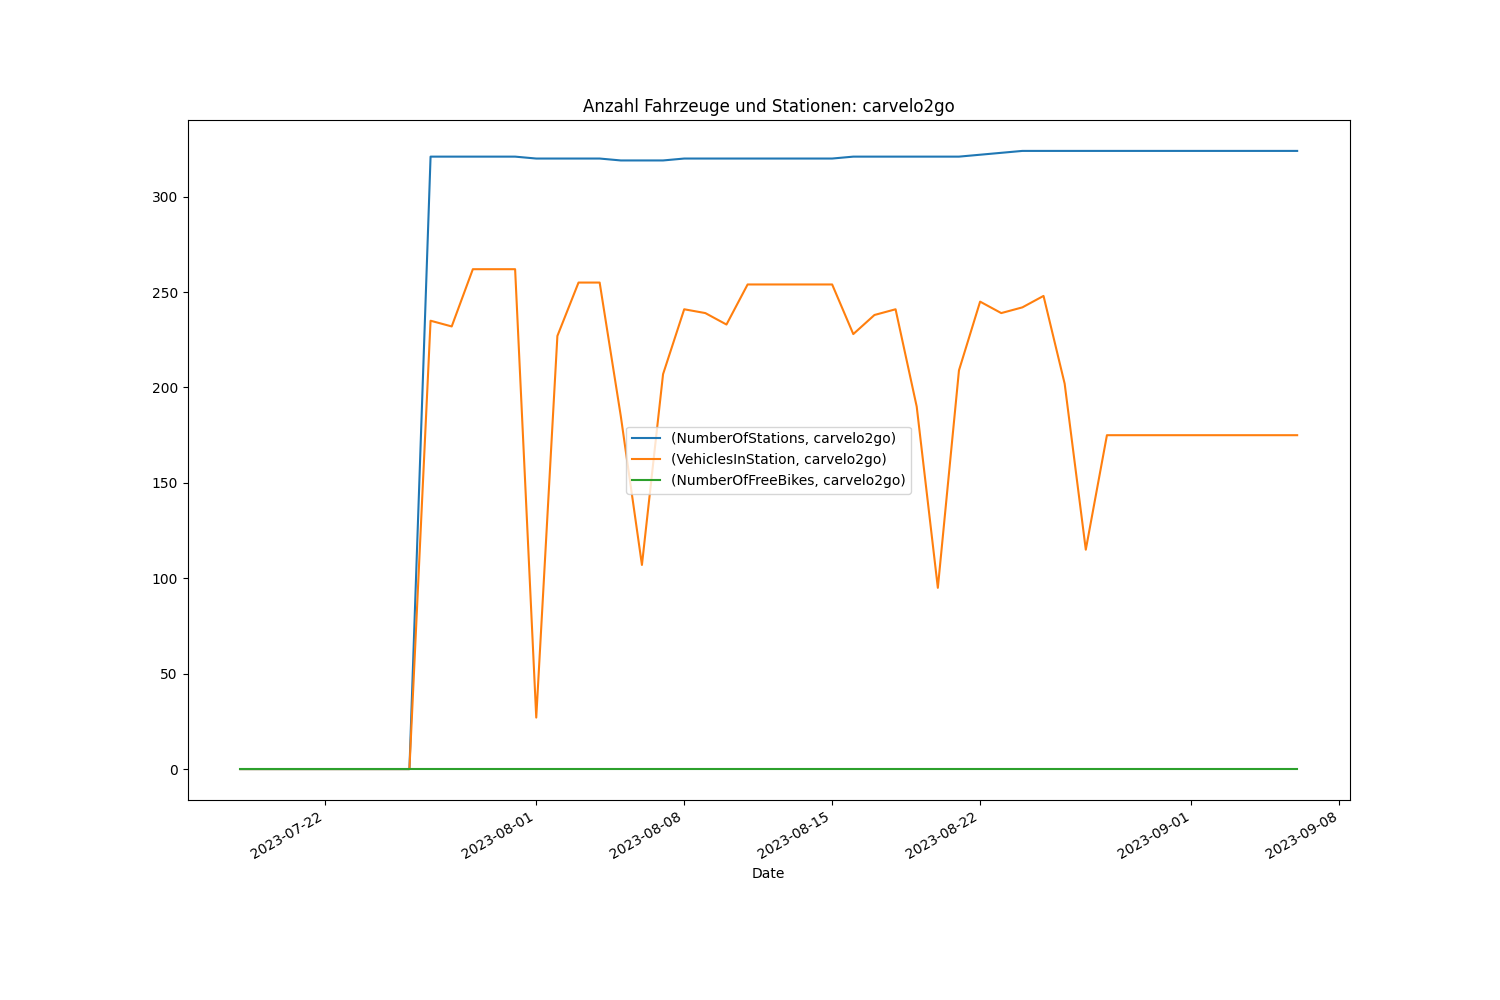 Anzahl Fahrzeuge und Stationen: carvelo2go
300
250
200
150
100
50
0
(NumberOfStations, carvelo2go)
(VehiclesInStation, carvelo2go)
(NumberOfFreeBikes, carvelo2go)
2023-07-22
2023-08-01
2023-08-08
2023-08-15
2023-08-22
2023-09-01
2023-09-08
Date